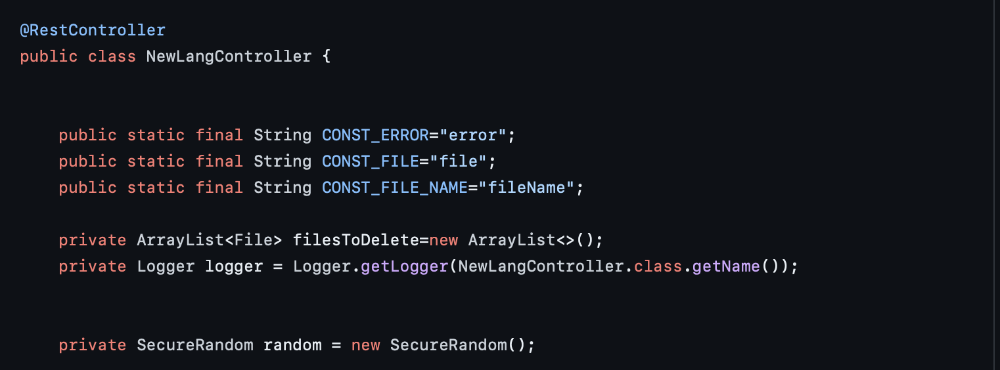 @RestController
public class NewLangController {
public static final String CONST_ERROR="error";
public static final String CONST_FILE="file";
public static final String CONST_FILE_NAME="fileName";
private ArrayList<File> filesToDelete=new ArrayList<>();
private Logger logger = Logger.getLogger(NewLangController.class.getName());
private SecureRandom random = new SecureRandom();